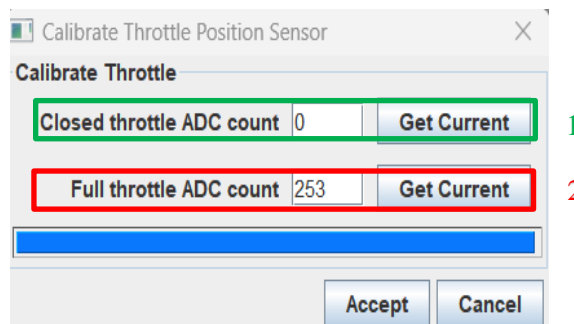 Calibrate Throttle Position Sensor
Calibrate Throttle
Closed throttle ADC count 0 Get Current 1
Full throttle ADC count 253 Get Current 2
Accept Cancel